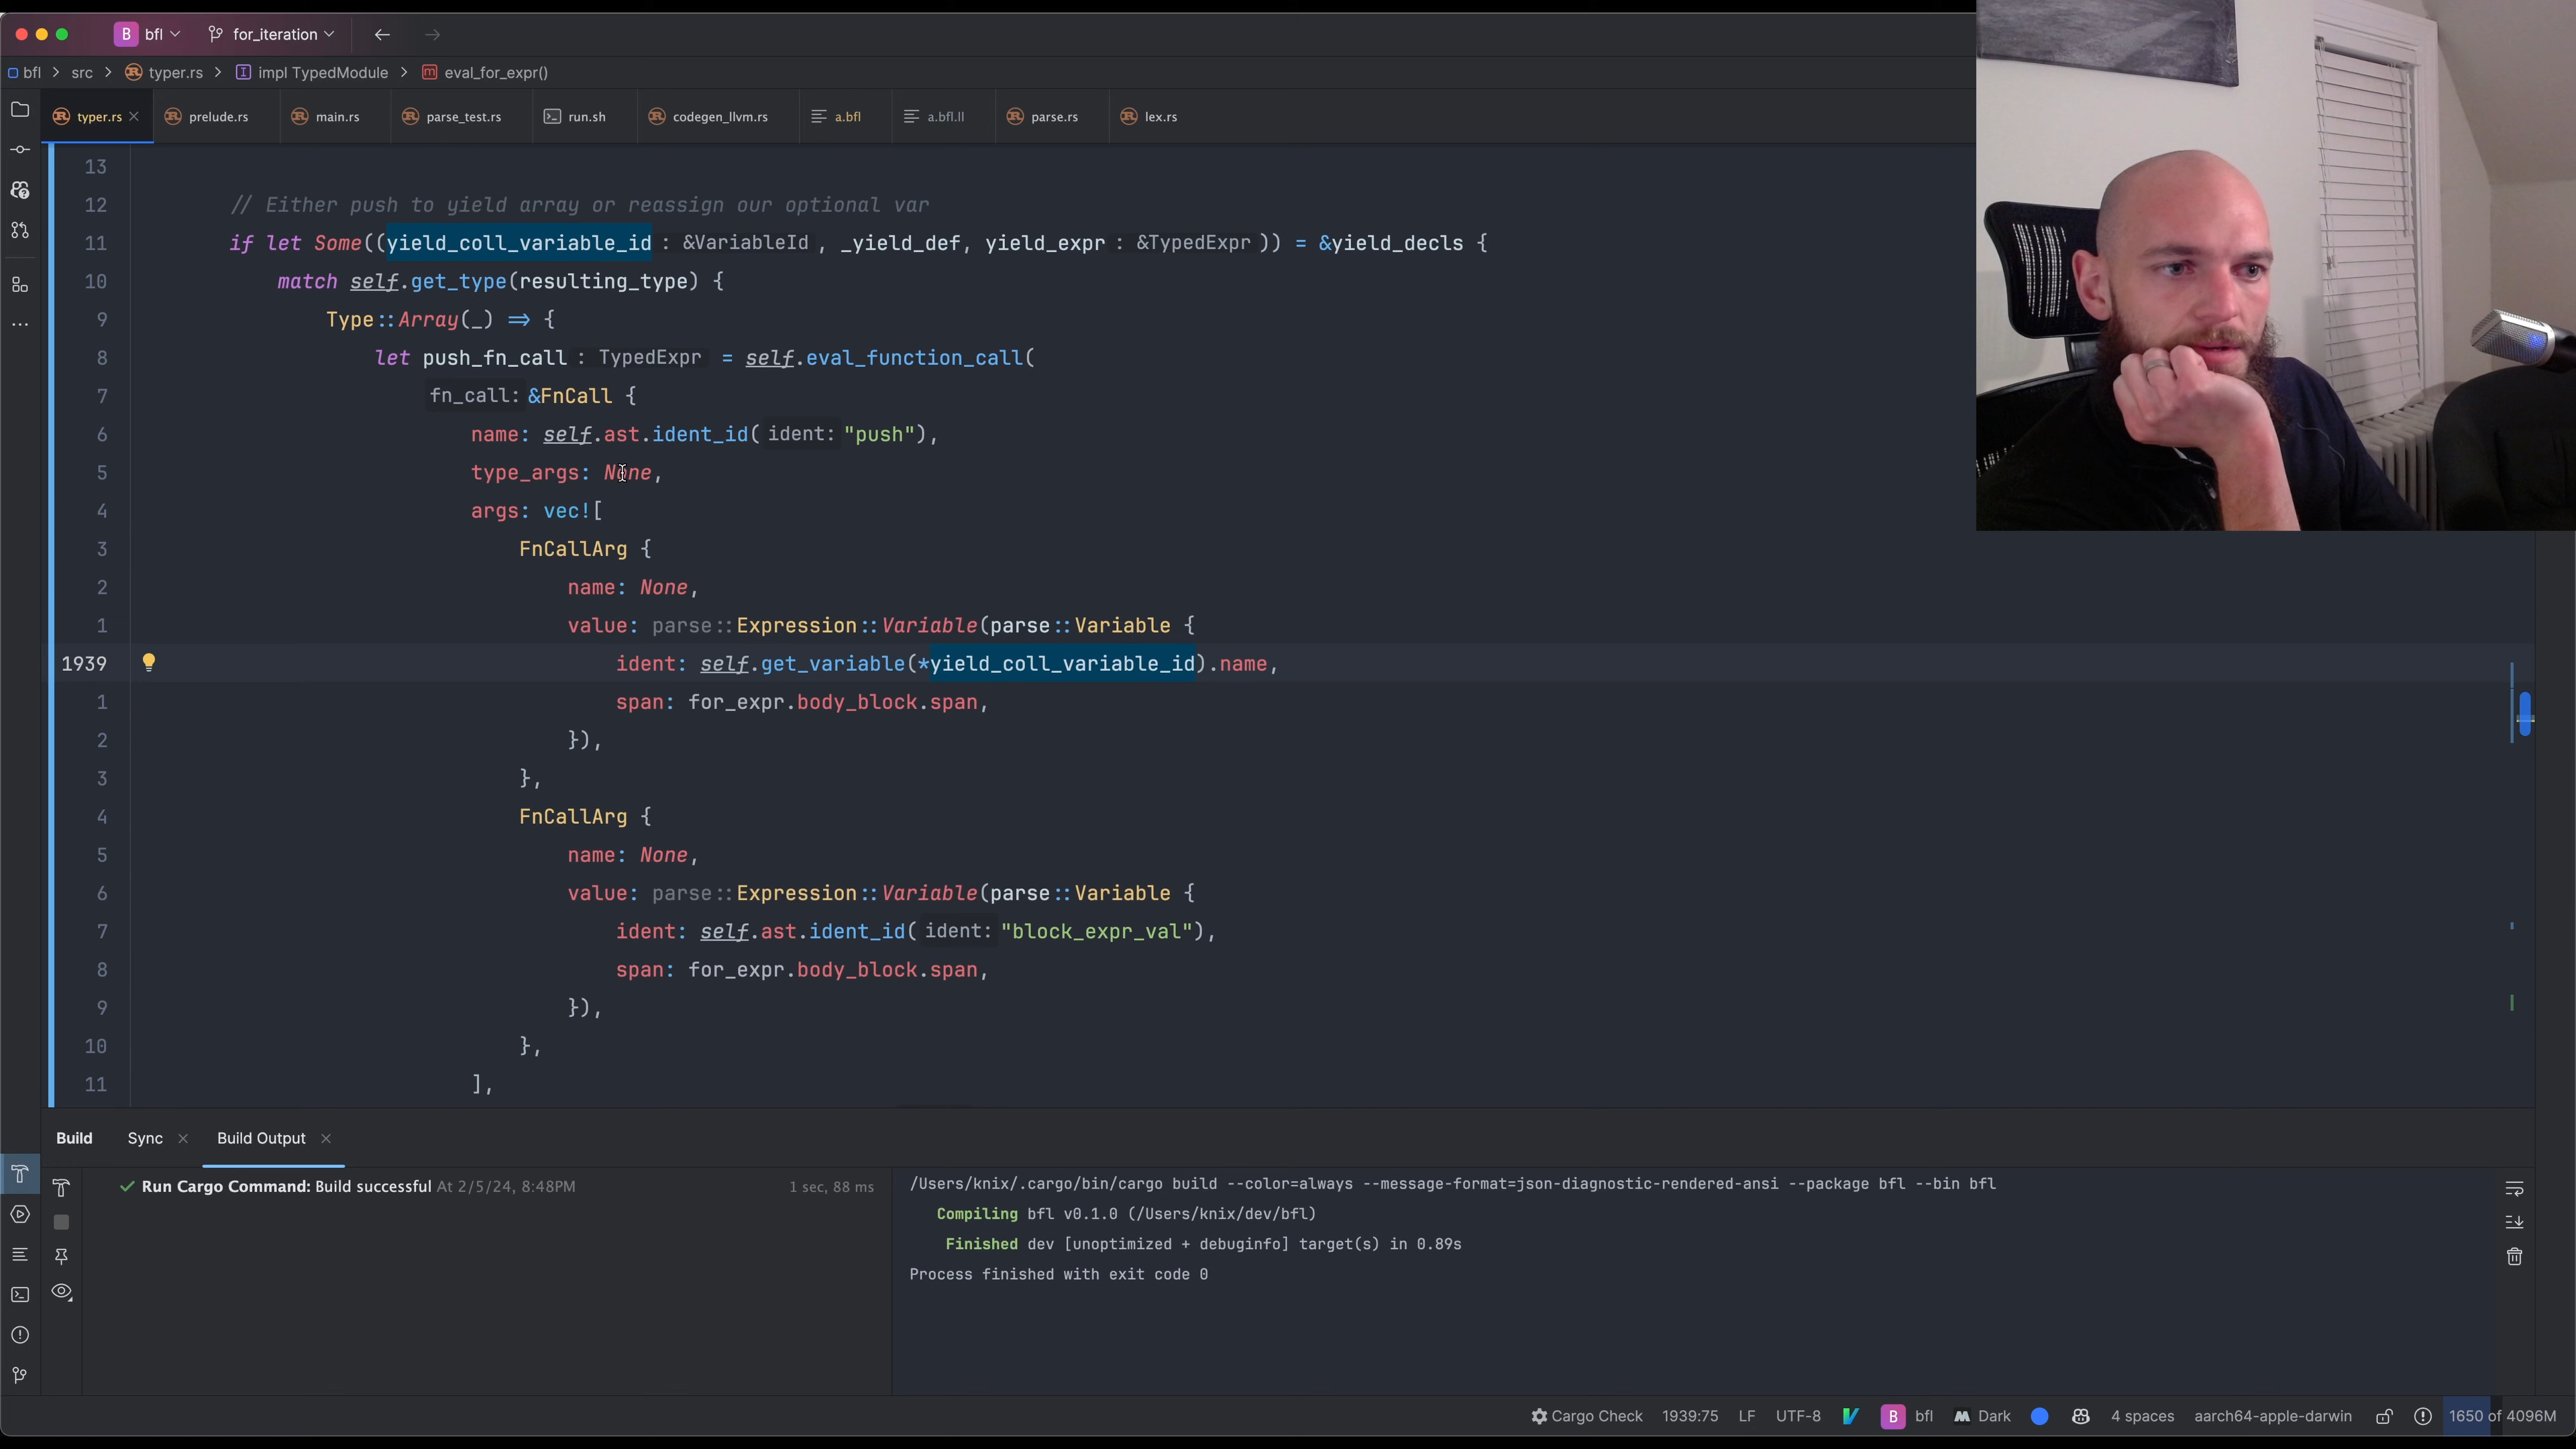 B bfl for_iteration
bfl > src > typer.rs > impl TypedModule > eval_for_expr()
typer.rs prelude.rs main.rs parse_test.rs run.sh codegen_llvm.rs a.bfl a.bfl.ll parse.rs lex.rs
13
12 // Either push to yield array or reassign our optional var
11 if let Some((yield_coll_variable_id : &VariableId , _yield_def, yield_expr : &TypedExpr )) = &yield_decls {
10 match self.get_type(resulting_type) {
9 Type::Array(_) => {
8 let push_fn_call : TypedExpr = self.eval_function_call(
7 fn_call: &FnCall {
6 name: self.ast.ident_id( ident: "push"),
5 type_args: None,
4 args: vec![
3 FnCallArg {
2 name: None,
1 value: parse::Expression::Variable(parse::Variable {
1939 ident: self.get_variable(*yield_coll_variable_id).name,
1 span: for_expr.body_block.span,
2 }),
3 },
4 FnCallArg {
5 name: None,
6 value: parse::Expression::Variable(parse::Variable {
7 ident: self.ast.ident_id( ident: "block_expr_val"),
8 span: for_expr.body_block.span,
9 }),
10 },
11 ],
Build Sync Build Output
Run Cargo Command: Build successful At 2/5/24, 8:48PM 1 sec, 88 ms
/Users/knix/.cargo/bin/cargo build --color=always --message-format=json-diagnostic-rendered-ansi --package bfl --bin bfl
Compiling bfl v0.1.0 (/Users/knix/dev/bfl)
Finished dev [unoptimized + debuginfo] target(s) in 0.89s
Process finished with exit code 0
Cargo Check 1939:75 LF UTF-8 B bfl Dark 4 spaces aarch64-apple-darwin 1650 of 4096M